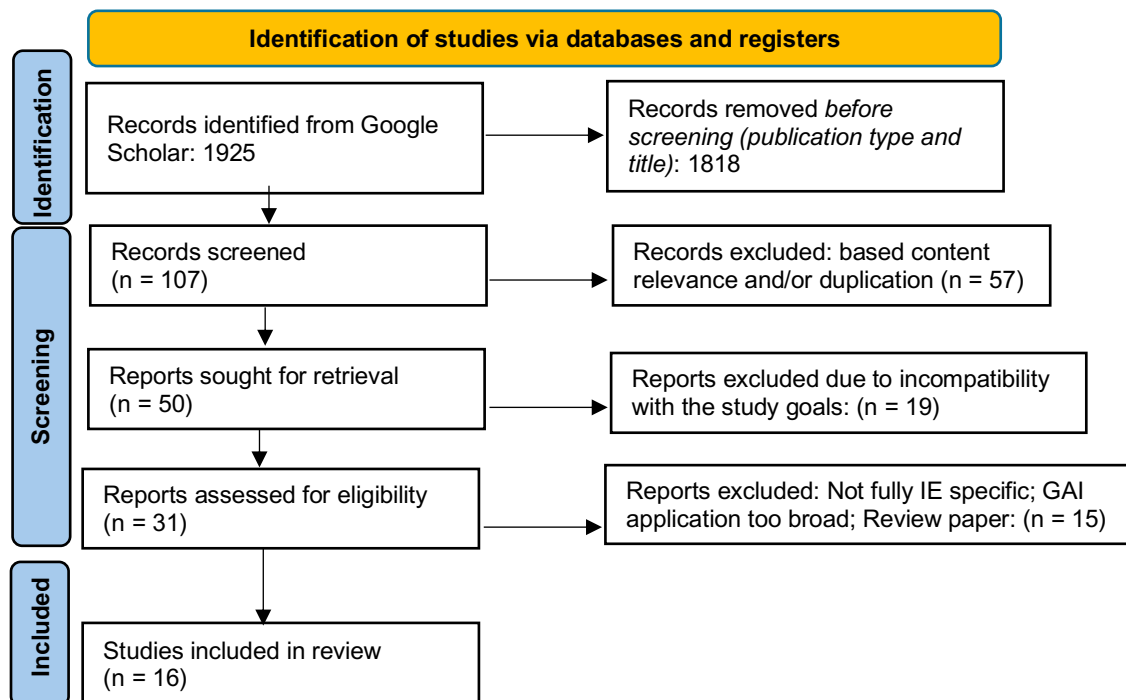 Identification of studies via databases and registers
Identification
Records identified from Google
Scholar: 1925
Records removed before
screening (publication type and
title): 1818
Screening
Records screened
(n = 107)
Records excluded: based content
relevance and/or duplication (n = 57)
Reports sought for retrieval
(n = 50)
Reports excluded due to incompatibility
with the study goals: (n = 19)
Reports assessed for eligibility
(n = 31)
Reports excluded: Not fully IE specific; GAI
application too broad; Review paper: (n = 15)
Included
Studies included in review
(n = 16)